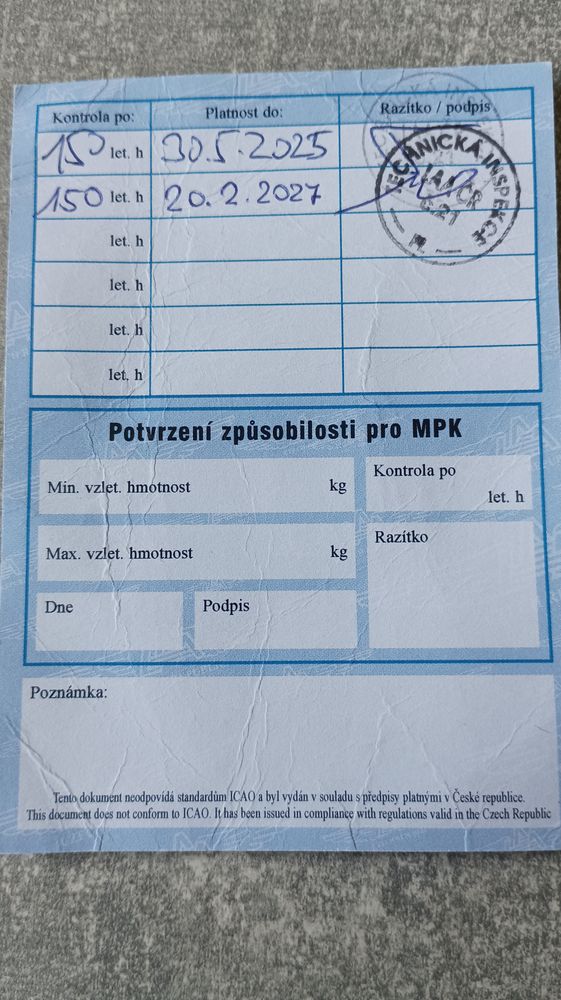 Kontrola po: Platnost do: Razítko / podpis
150 let. h 30.5.2025
150 let. h 20.2.2027
TECHNICKÁ INSPEKCE
LAA ČR
let. h
let. h
let. h
let. h
Potvrzení způsobilosti pro MPK
Min. vzlet. hmotnost kg
Kontrola po
let. h
Max. vzlet. hmotnost kg
Razítko
Dne
Podpis
Poznámka:
Tento dokument neodpovídá standardům ICAO a byl vydán v souladu s předpisy platnými v České republice.
This document does not conform to ICAO. It has been issued in compliance with regulations valid in the Czech Republic